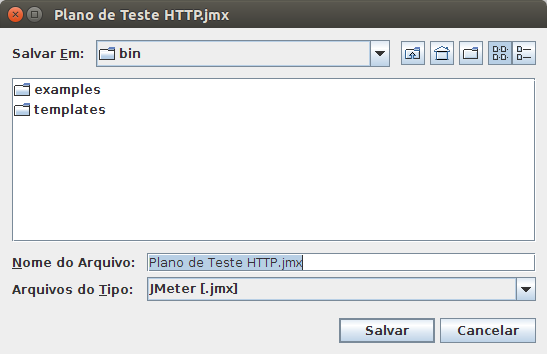 Plano de Teste HTTP.jmx
Salvar Em: bin
examples
templates
Nome do Arquivo: Plano de Teste HTTP.jmx
Arquivos do Tipo: JMeter [.jmx]
Salvar Cancelar